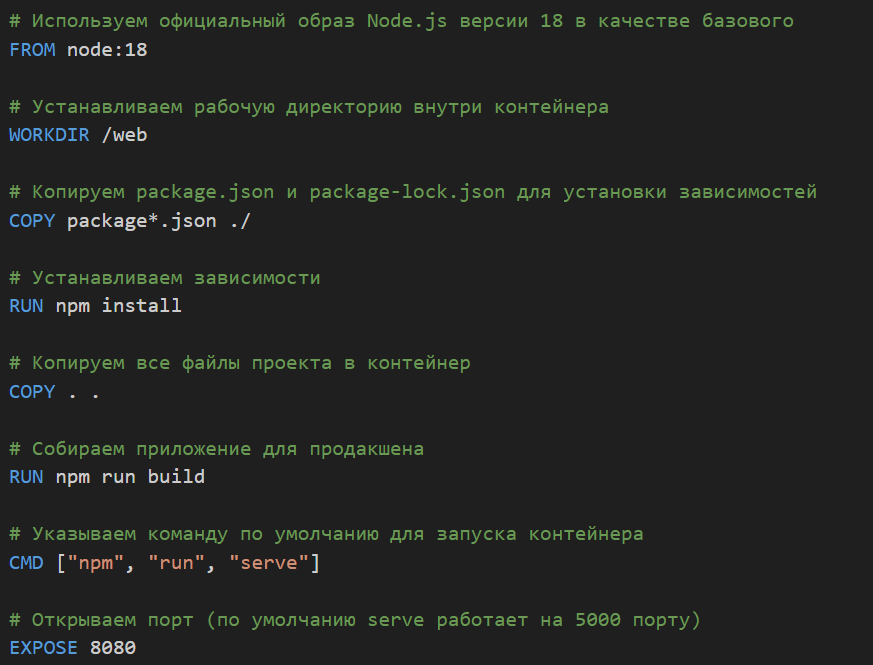 # Используем официальный образ Node.js версии 18 в качестве базового
FROM node:18
# Устанавливаем рабочую директорию внутри контейнера
WORKDIR /web
# Копируем package.json и package-lock.json для установки зависимостей
COPY package*.json ./
# Устанавливаем зависимости
RUN npm install
# Копируем все файлы проекта в контейнер
COPY . .
# Собираем приложение для продакшена
RUN npm run build
# Указываем команду по умолчанию для запуска контейнера
CMD ["npm", "run", "serve"]
# Открываем порт (по умолчанию serve работает на 5000 порту)
EXPOSE 8080